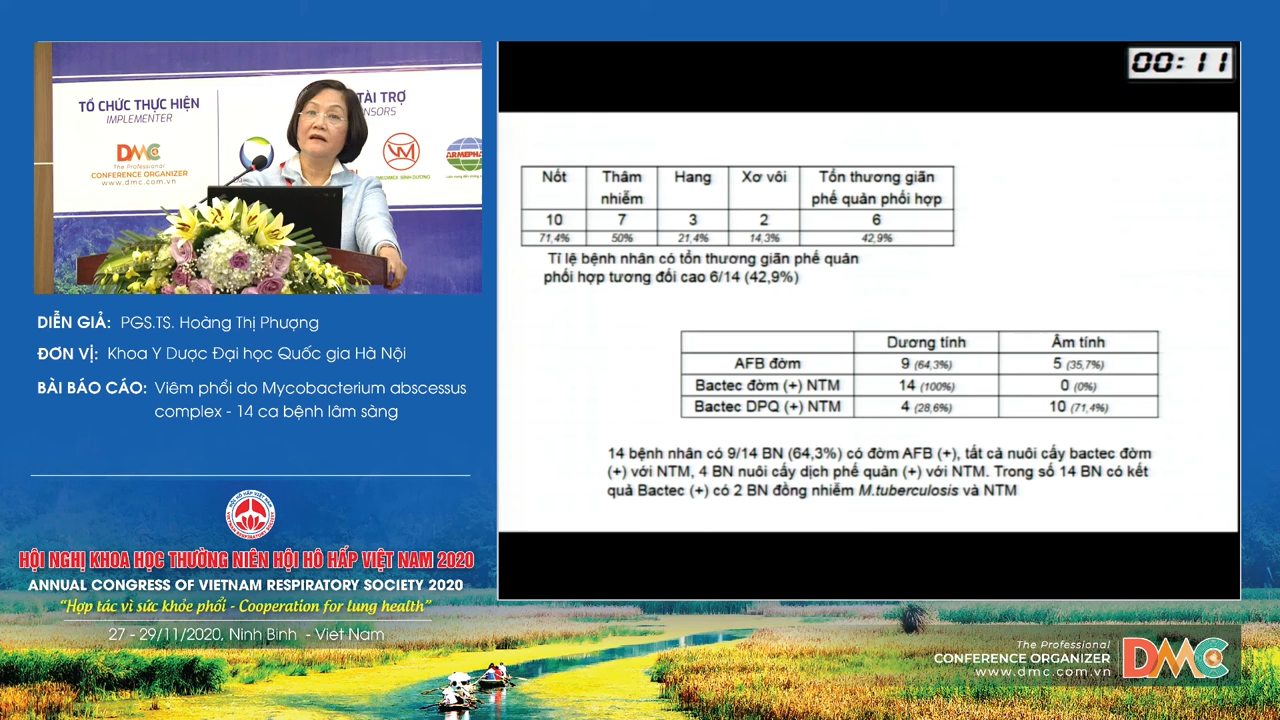 TỔ CHỨC THỰC HIỆN
IMPLEMENTER
DMC
The Professional
CONFERENCE ORGANIZER
www.dmc.com.vn
TÀI TRỢ
NSORS
ARMEPHA
DIỄN GIẢ: PGS.TS. Hoàng Thị Phượng
ĐƠN VỊ: Khoa Y Dược Đại học Quốc gia Hà Nội
BÀI BÁO CÁO: Viêm phổi do Mycobacterium abscessus
complex - 14 ca bệnh lâm sàng
HỘI HÔ HẤP VIỆT NAM
VIETNAM RESPIRATORY SOCIETY
HỘI NGHỊ KHOA HỌC THƯỜNG NIÊN HỘI HÔ HẤP VIỆT NAM 2020
ANNUAL CONGRESS OF VIETNAM RESPIRATORY SOCIETY 2020
“Hợp tác vì sức khỏe phổi - Cooperation for lung health”
27 - 29/11/2020, Ninh Bình - Viet Nam
00:11
Nốt Thâm nhiễm Hang Xơ vôi Tổn thương giãn phế quản phối hợp
10 7 3 2 6
71,4% 50% 21,4% 14,3% 42,9%
Tỉ lệ bệnh nhân có tổn thương giãn phế quản
phối hợp tương đối cao 6/14 (42,9%)
Dương tính Âm tính
AFB đờm 9 (64,3%) 5 (35,7%)
Bactec đờm (+) NTM 14 (100%) 0 (0%)
Bactec DPQ (+) NTM 4 (28,6%) 10 (71,4%)
14 bệnh nhân có 9/14 BN (64,3%) có đờm AFB (+), tất cả nuôi cấy bactec đờm
(+) với NTM, 4 BN nuôi cấy dịch phế quản (+) với NTM. Trong số 14 BN có kết
quả Bactec (+) có 2 BN đồng nhiễm M.tuberculosis và NTM
The Professional
CONFERENCE ORGANIZER
www.dmc.com.vn
DMC